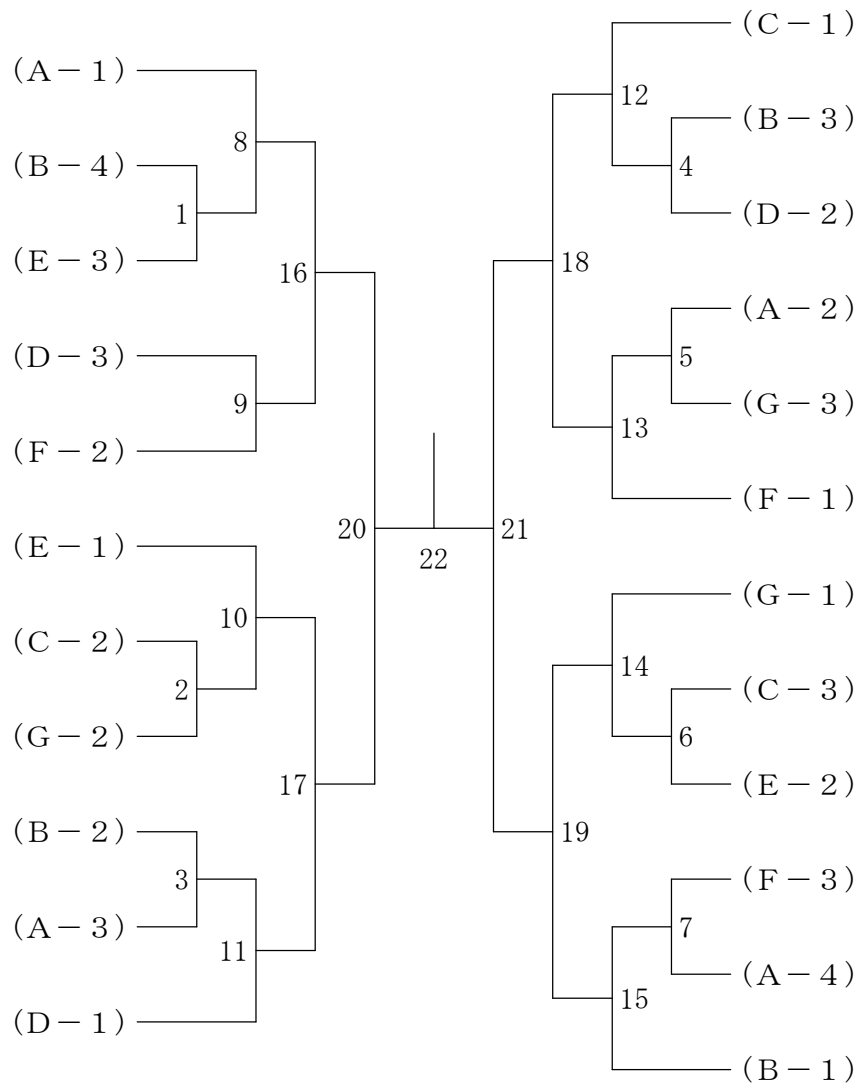 (A-1)
(B-4)
(E-3)
(D-3)
(F-2)
(E-1)
(C-2)
(G-2)
(B-2)
(A-3)
(D-1)
8
1
16
9
10
2
17
3
11
20
22
21
(C-1)
(B-3)
(D-2)
(A-2)
(G-3)
(F-1)
(G-1)
(C-3)
(E-2)
(F-3)
(A-4)
(B-1)
12
4
18
5
13
14
6
19
7
15